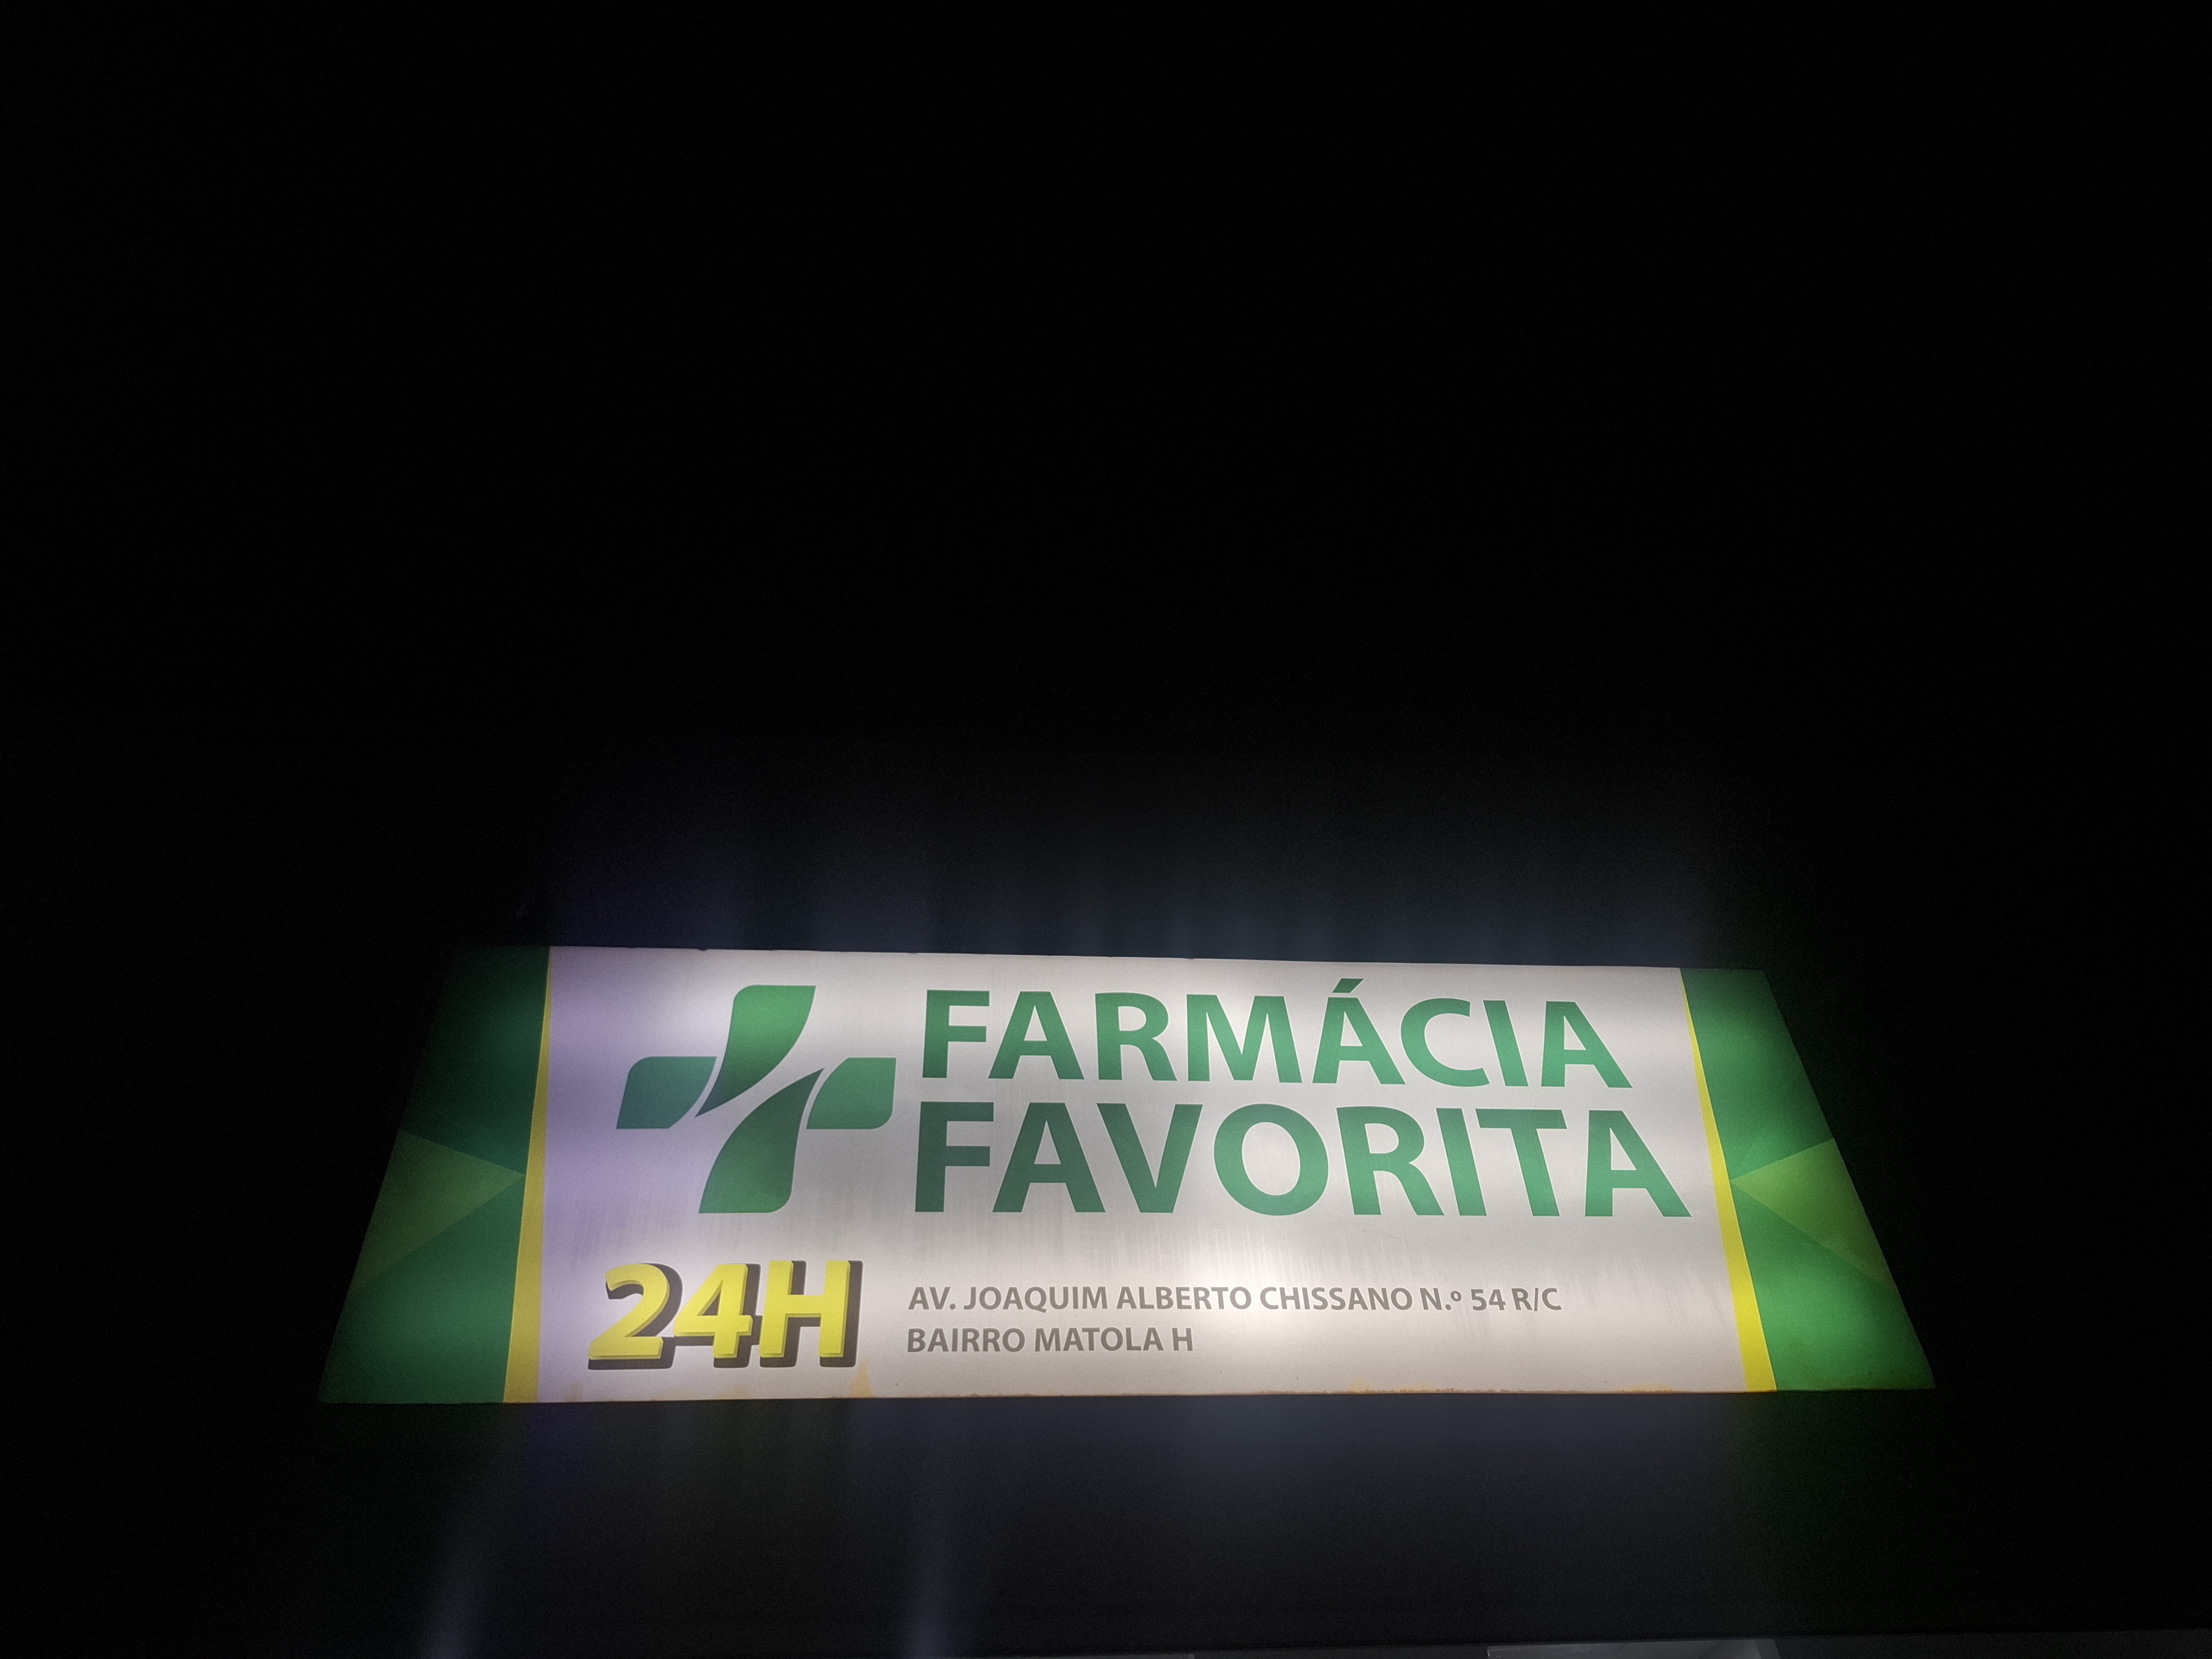 FARMÁCIA
FAVORITA
24H
AV. JOAQUIM ALBERTO CHISSANO N.º 54 R/C
BAIRRO MATOLA H